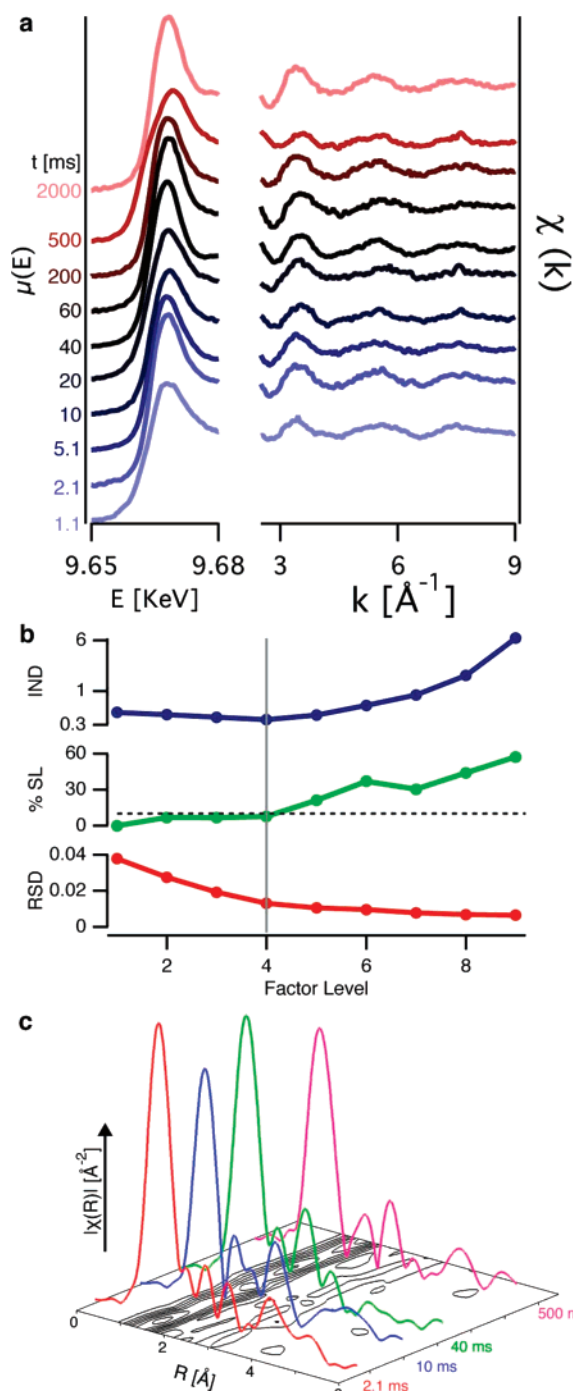 a
t [ms]
2000
500
200
60
40
20
10
5.1
2.1
1.1
μ(E)
χ (k)
9.65 9.68
E [KeV]
3 6 9
k [Å⁻¹]
b
IND
6
1
0.3
% SL
60
30
0
RSD
0.04
0.02
0
2 4 6 8
Factor Level
c
|χ(R)| [Å⁻²]
0
2
4
R [Å]
500 m
40 ms
10 ms
2.1 ms